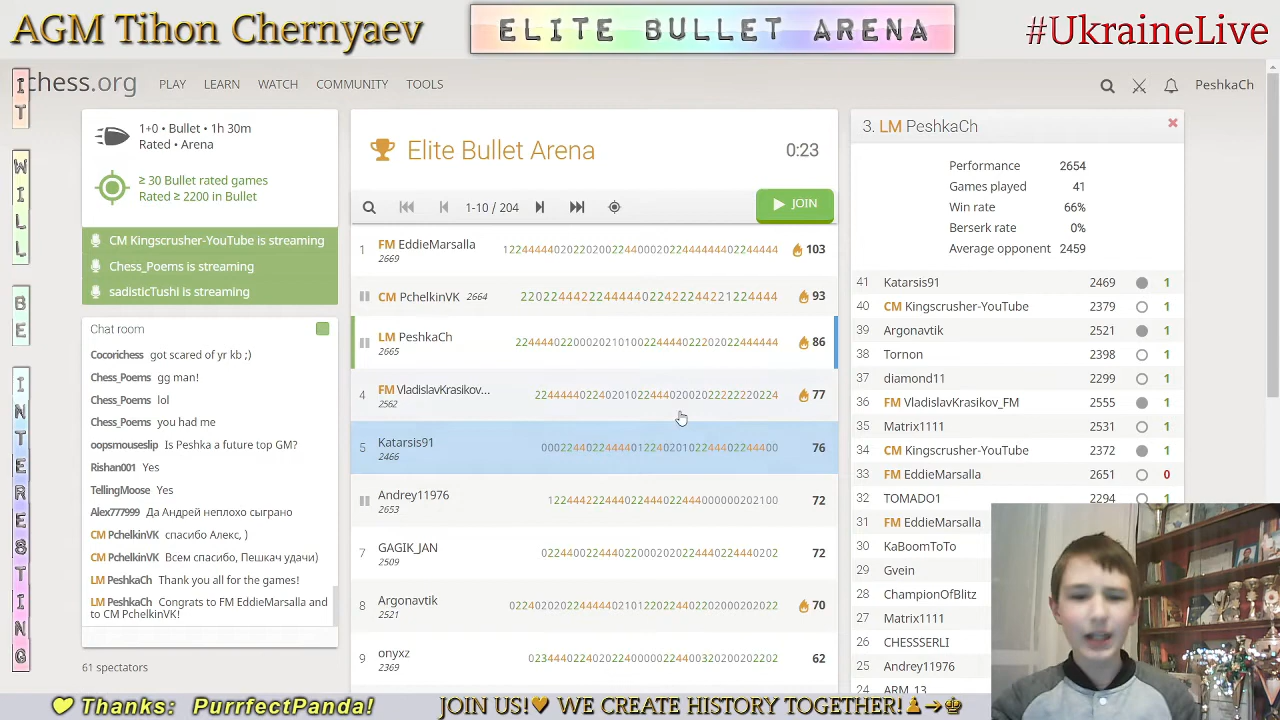 AGM Tihon Chernyaev
ELITE BULLET ARENA
#UkraineLive
IT
WILL
BE
INTERESTING
chess.org
PLAY LEARN WATCH COMMUNITY TOOLS
PeshkaCh
1+0 • Bullet • 1h 30m
Rated • Arena
≥ 30 Bullet rated games
Rated ≥ 2200 in Bullet
CM Kingscrusher-YouTube is streaming
Chess_Poems is streaming
sadisticTushi is streaming
Chat room
Cocorichess got scared of yr kb ;)
Chess_Poems gg man!
Chess_Poems lol
Chess_Poems you had me
oopsmouseslip Is Peshka a future top GM?
Rishan001 Yes
TellingMoose Yes
Alex777999 Да Андрей неплохо сыграно
CM PchelkinVK спасибо Алекс, )
CM PchelkinVK Всем спасибо, Пешкач удачи)
LM PeshkaCh Thank you all for the games!
LM PeshkaCh Congrats to FM EddieMarsalla and
to CM PchelkinVK!
61 spectators
Elite Bullet Arena 0:23
1-10 / 204 JOIN
1 FM EddieMarsalla 2669 103
CM PchelkinVK 2664 93
LM PeshkaCh 2665 86
4 FM VladislavKrasikov... 2562 77
5 Katarsis91 2466 76
Andrey11976 2653 72
7 GAGIK_JAN 2509 72
8 Argonavtik 2521 70
9 onyxz 2369 62
3. LM PeshkaCh
Performance 2654
Games played 41
Win rate 66%
Berserk rate 0%
Average opponent 2459
41 Katarsis91 2469 1
40 CM Kingscrusher-YouTube 2379 1
39 Argonavtik 2521 1
38 Tornon 2398 1
37 diamond11 2299 1
36 FM VladislavKrasikov_FM 2555 1
35 Matrix1111 2531 1
34 CM Kingscrusher-YouTube 2372 1
33 FM EddieMarsalla 2651 0
32 TOMADO1 2294 1
31 FM EddieMarsalla
30 KaBoomToTo
29 Gvein
28 ChampionOfBlitz
27 Matrix1111
26 CHESSSERLI
25 Andrey11976
24 ARM_13
Thanks: PurrfectPanda!
JOIN US! WE CREATE HISTORY TOGETHER!